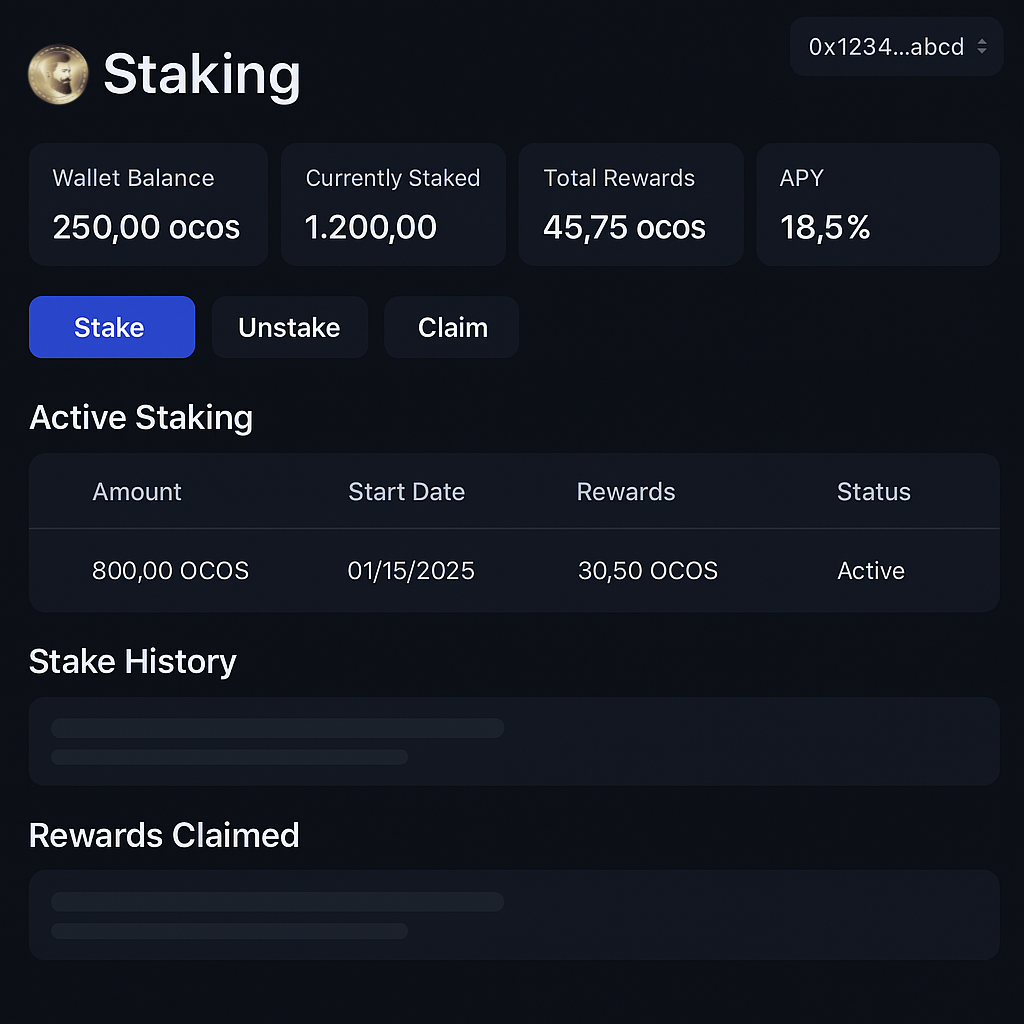 Staking
0x1234...abcd
Wallet Balance
250,00 ocos
Currently Staked
1.200,00
Total Rewards
45,75 ocos
APY
18,5%
Stake
Unstake
Claim
Active Staking
Amount Start Date Rewards Status
800,00 OCOS 01/15/2025 30,50 OCOS Active
Stake History
Rewards Claimed